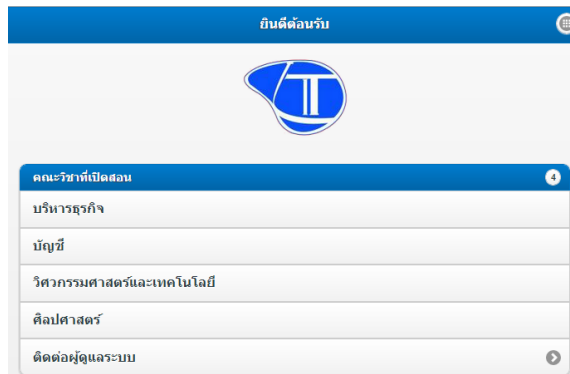 ยินดีต้อนรับ
คณะวิชาที่เปิดสอน 4
บริหารธุรกิจ
บัญชี
วิศวกรรมศาสตร์และเทคโนโลยี
ศิลปศาสตร์
ติดต่อผู้ดูแลระบบ